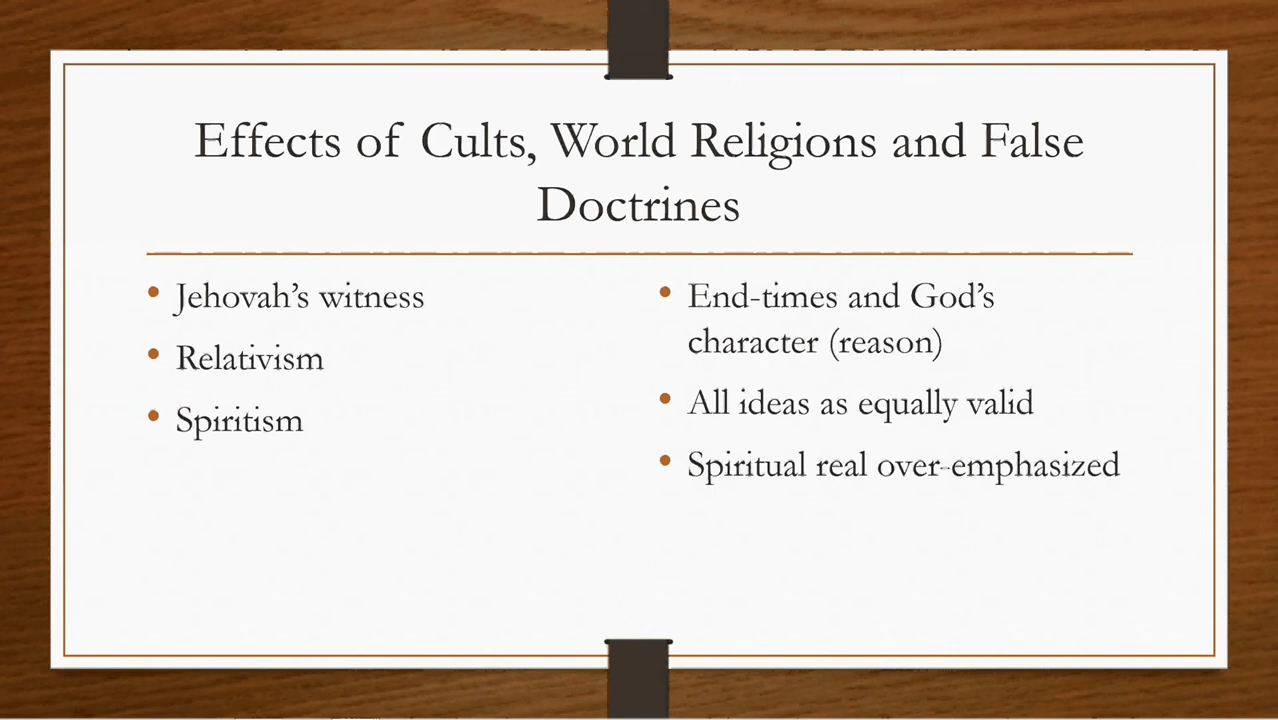 Effects of Cults, World Religions and False
Doctrines
• Jehovah’s witness
• Relativism
• Spiritism
• End-times and God’s
character (reason)
• All ideas as equally valid
• Spiritual real over-emphasized